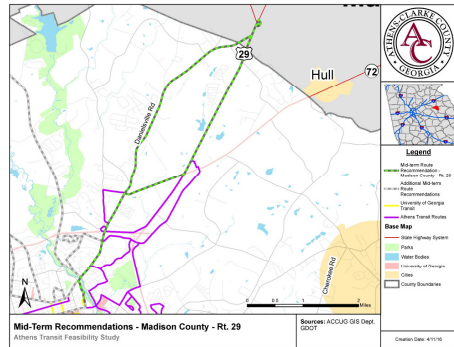 29
Hull
72
Danielsville Rd
Cherokee Rd
N
0 0.5 1 2
Miles
Mid-Term Recommendations - Madison County - Rt. 29
Athens Transit Feasibility Study
Sources: ACCUG GIS Dept,
GDOT
ATHENS-CLARKE COUNTY
AC
GEORGIA
Legend
Mid-term Route
Recommendation -
Madison County - Rt. 29
Additional Mid-term
Route
Recommendations
University of Georgia
Transit
Athens Transit Routes
Base Map
State Highway System
Parks
Water Bodies
University of Georgia
Cities
County Boundaries
Creation Date: 4/11/16